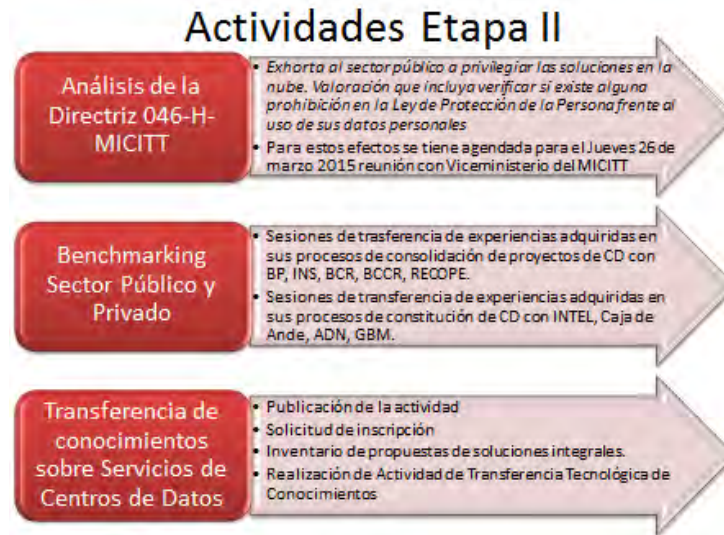 Actividades Etapa II
Análisis de la
Directriz 046-H-
MICITT
• Exhorta al sector público a privilegiar las soluciones en la
nube. Valoración que incluya verificar si existe alguna
prohibición en la Ley de Protección de la Persona frente al
uso de sus datos personales
• Para estos efectos se tiene agendada para el Jueves 26 de
marzo 2015 reunión con Viceministerio del MICITT
Benchmarking
Sector Público y
Privado
• Sesiones de trasferencia de experiencias adquiridas en
sus procesos de consolidación de proyectos de CD con
BP, INS, BCR, BCCR, RECOPE.
• Sesiones de transferencia de experiencias adquiridas en
sus procesos de constitución de CD con INTEL, Caja de
Ande, ADN, GBM.
Transferencia de
conocimientos
sobre Servicios de
Centros de Datos
• Publicación de la actividad
• Solicitud de inscripción
• Inventario de propuestas de soluciones integrales.
• Realización de Actividad de Transferencia Tecnológica de
Conocimientos